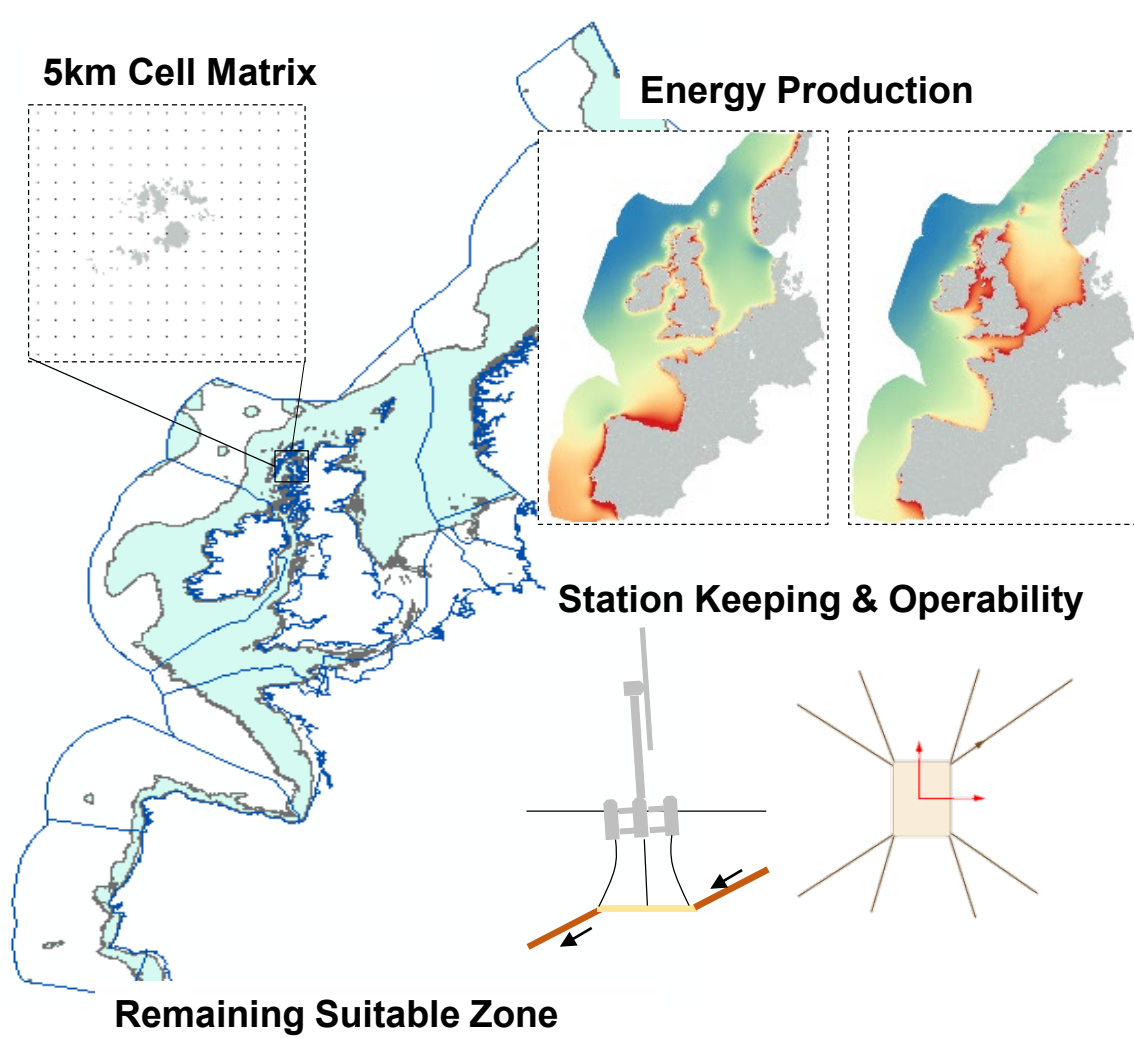 5km Cell Matrix
Energy Production
Station Keeping & Operability
Remaining Suitable Zone